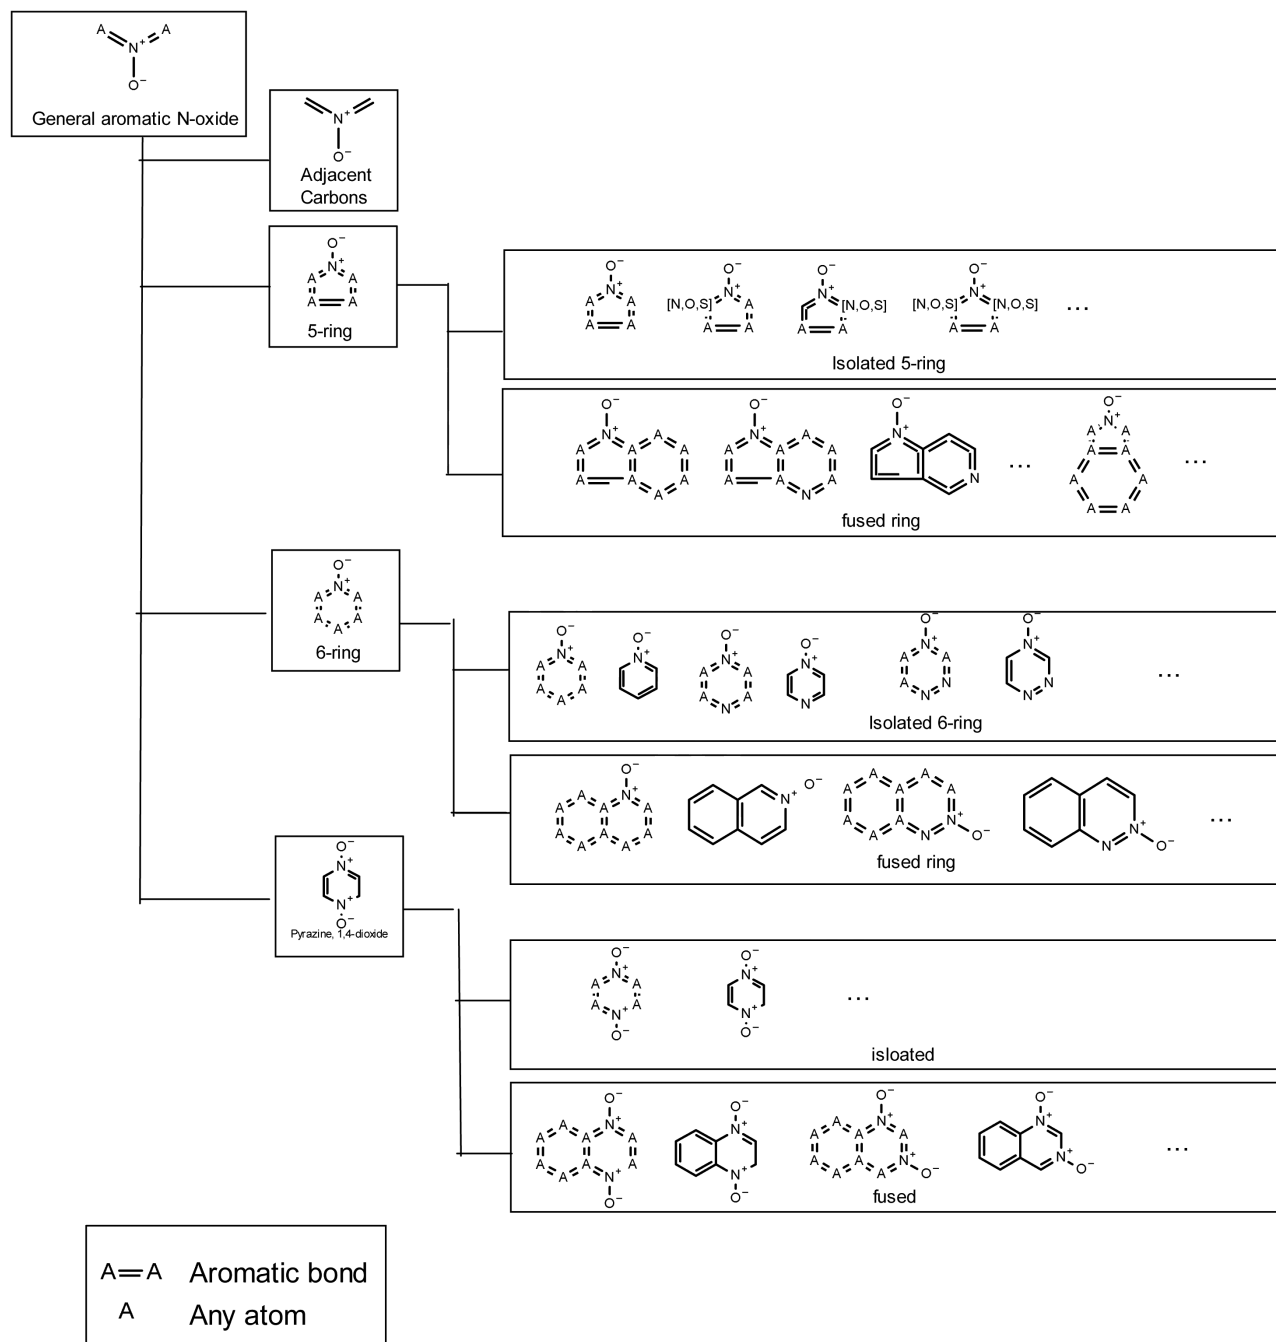 A A
N+
O−
General aromatic N-oxide
N+
O−
Adjacent
Carbons
O−
N+
A A
A A
5-ring
O− O− O− O−
N+ N+ N+ N+
A A [N,O,S] A [N,O,S] [N,O,S] [N,O,S] ...
A A A A A A A A
Isolated 5-ring
O− O− O− O−
N+ A N+ A N+ N+
A A A A A A A A
A A A A A A ... A A ...
A A A A N A N A A
A N A A
fused ring
O−
N+
A A
A A
A
6-ring
O− O− O− O− O− O−
N+ N+ N+ N+ N+ N+
A A A A A A
A A A A A N N ...
A N N N N
Isolated 6-ring
O− O− A A
A N+ N+ A A A
A A A
A A A A N+ N+
A A A N O− N O−
fused ring ...
O−
N+
N+
O−
Pyrazine, 1,4-dioxide
O− O−
N+ N+
A A
A A ...
N+ N+
O− O−
isloated
O− O− O− O−
A N+ N+ A N+ N+
A A A A A A
A A A A A N+ N+ ...
A N+ N+ A A O− O−
O− O−
fused
A A Aromatic bond
A Any atom